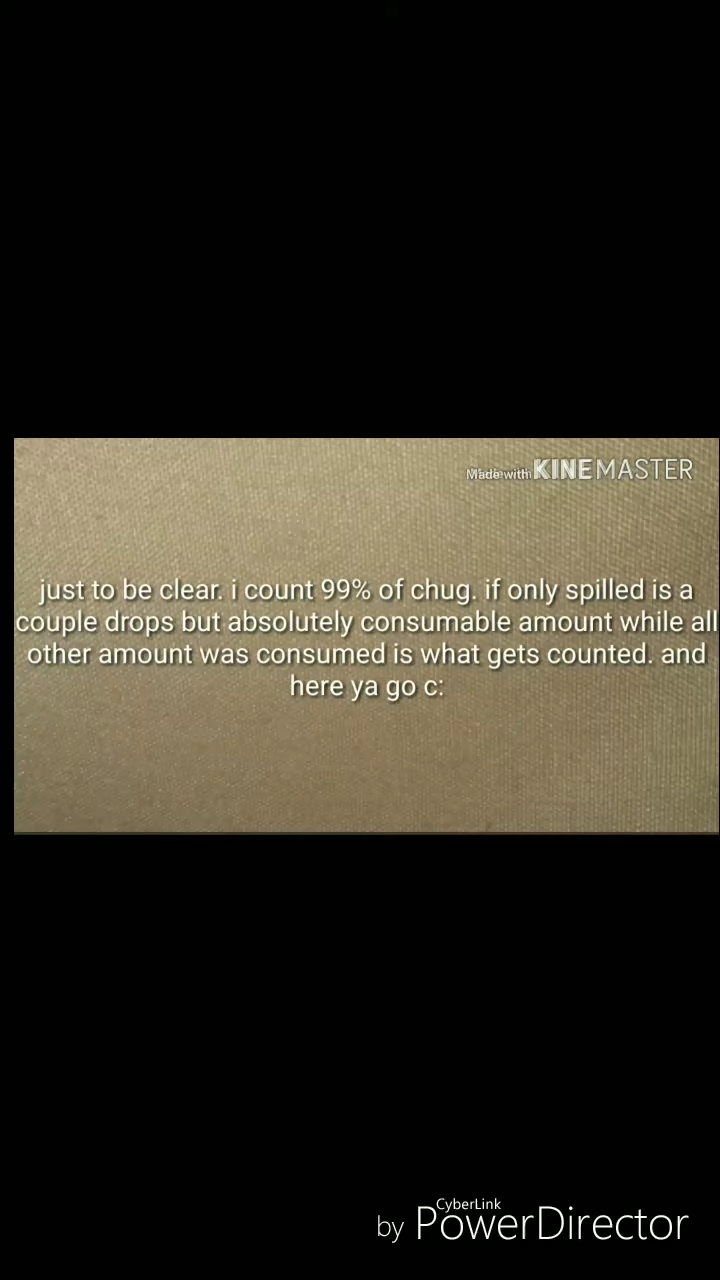 Made with KINEMASTER
just to be clear. i count 99% of chug. if only spilled is a
couple drops but absolutely consumable amount while all
other amount was consumed is what gets counted. and
here ya go c:
CyberLink
by PowerDirector